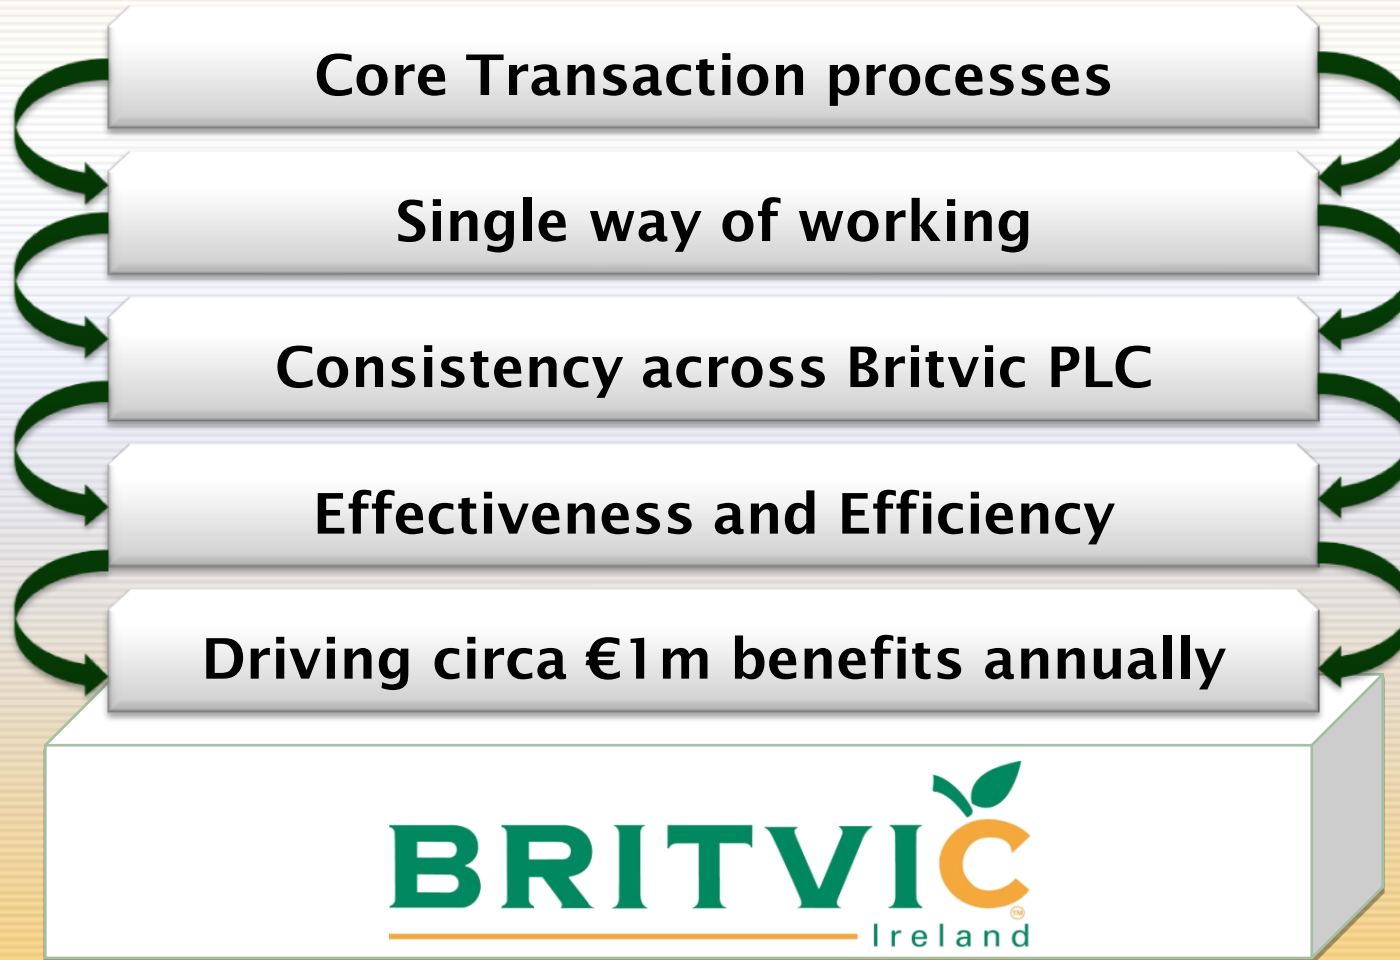 Core Transaction processes
Single way of working
Consistency across Britvic PLC
Effectiveness and Efficiency
Driving circa €1m benefits annually
BRITVIC
TM
Ireland